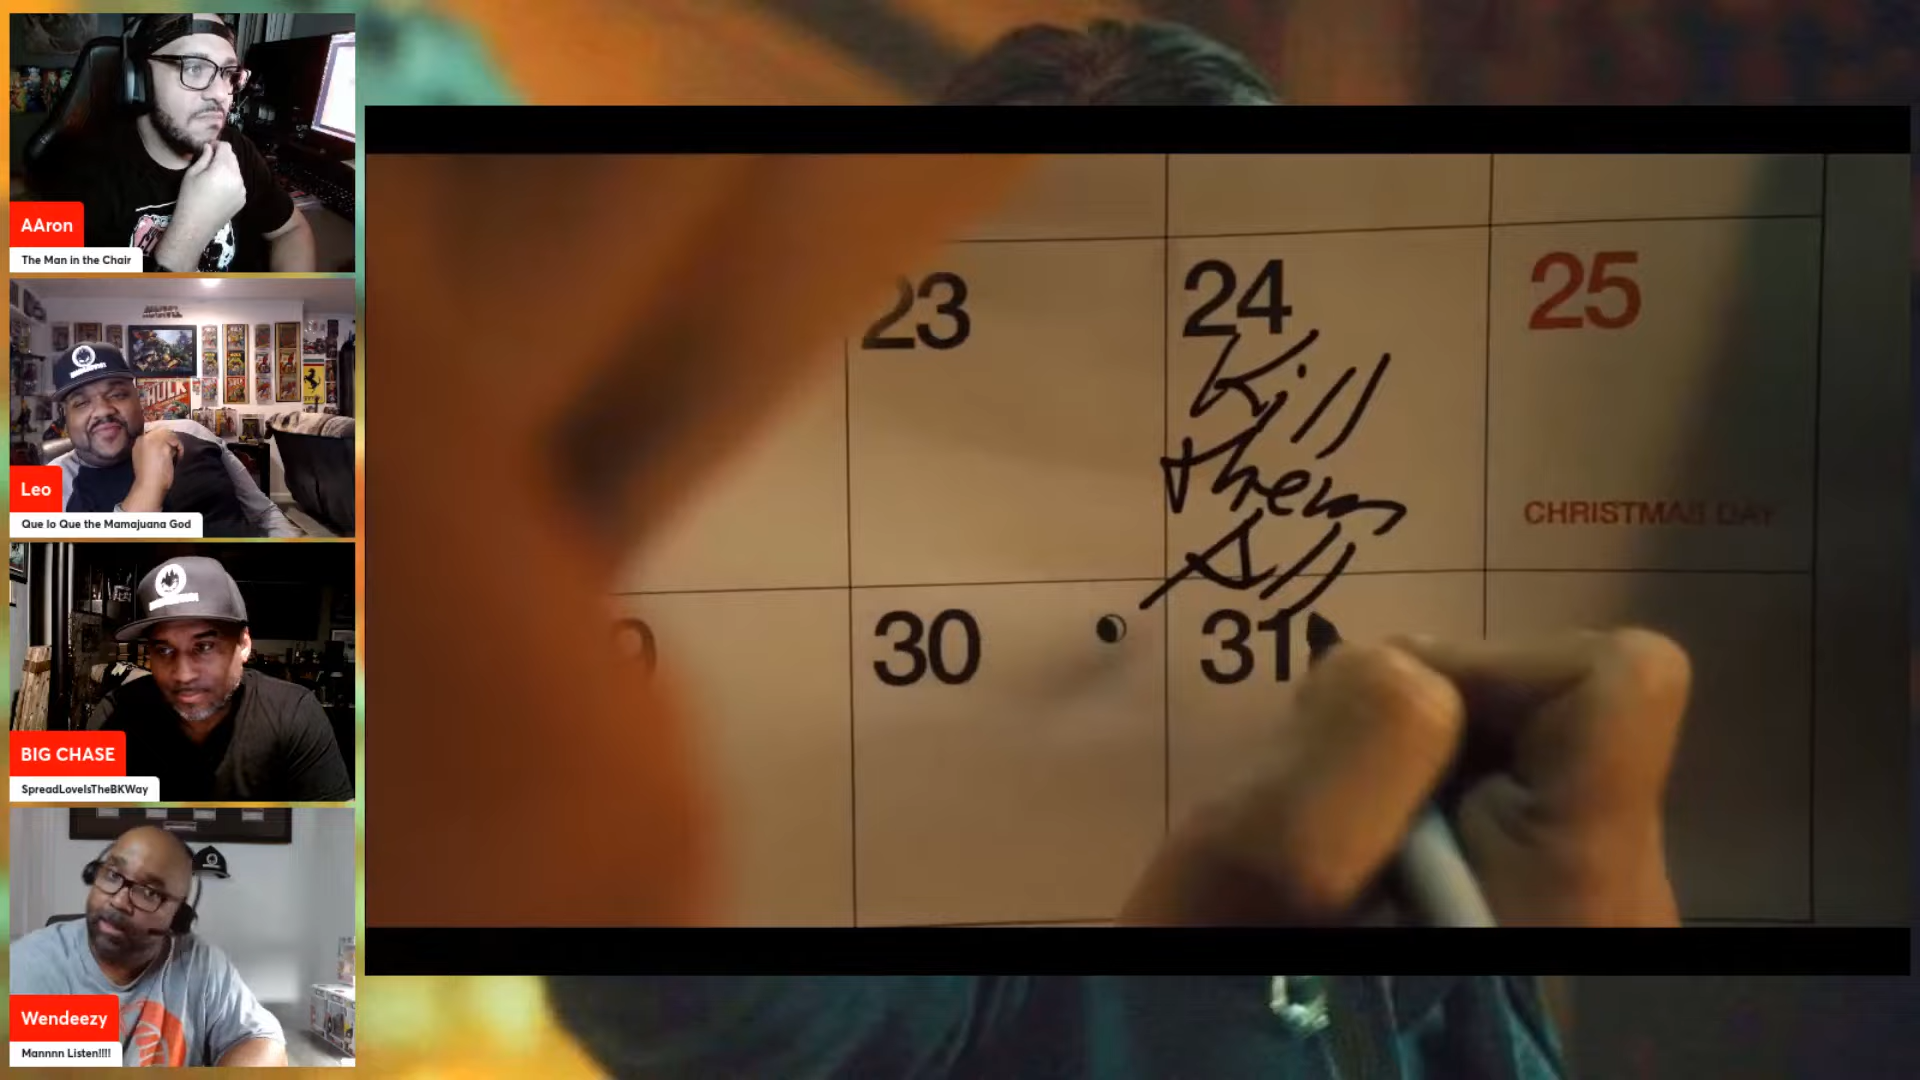 AAron
The Man in the Chair
HULK
Leo
Que lo Que the Mamajuana God
BIG CHASE
SpreadLoveIsTheBKWay
Wendeezy
Mannnn Listen!!!!
23
24
25
Kill
them
All
CHRISTMAS DAY
30
31